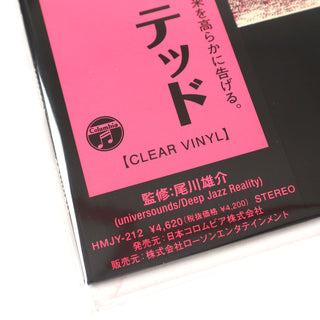 来を高らかに告げる。
テッド
Columbia
【CLEAR VINYL】
監修:尾川雄介
(universounds/Deep Jazz Reality)
HMJY-212 ¥4,620(税抜価格 ¥4,200) STEREO
発売元:日本コロムビア株式会社
販売元:株式会社ローソンエンタテインメント